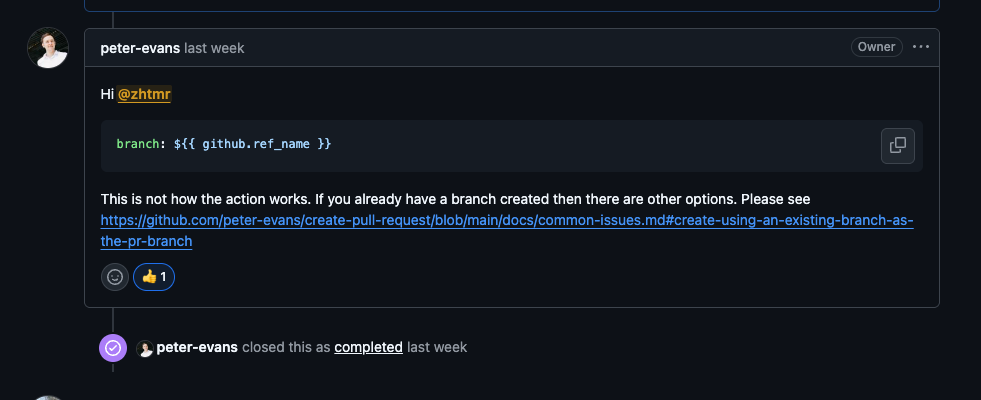 peter-evans last week
Owner
Hi @zhtmr
branch: ${{ github.ref_name }}
This is not how the action works. If you already have a branch created then there are other options. Please see
https://github.com/peter-evans/create-pull-request/blob/main/docs/common-issues.md#create-using-an-existing-branch-as-
the-pr-branch
👍 1
peter-evans closed this as completed last week